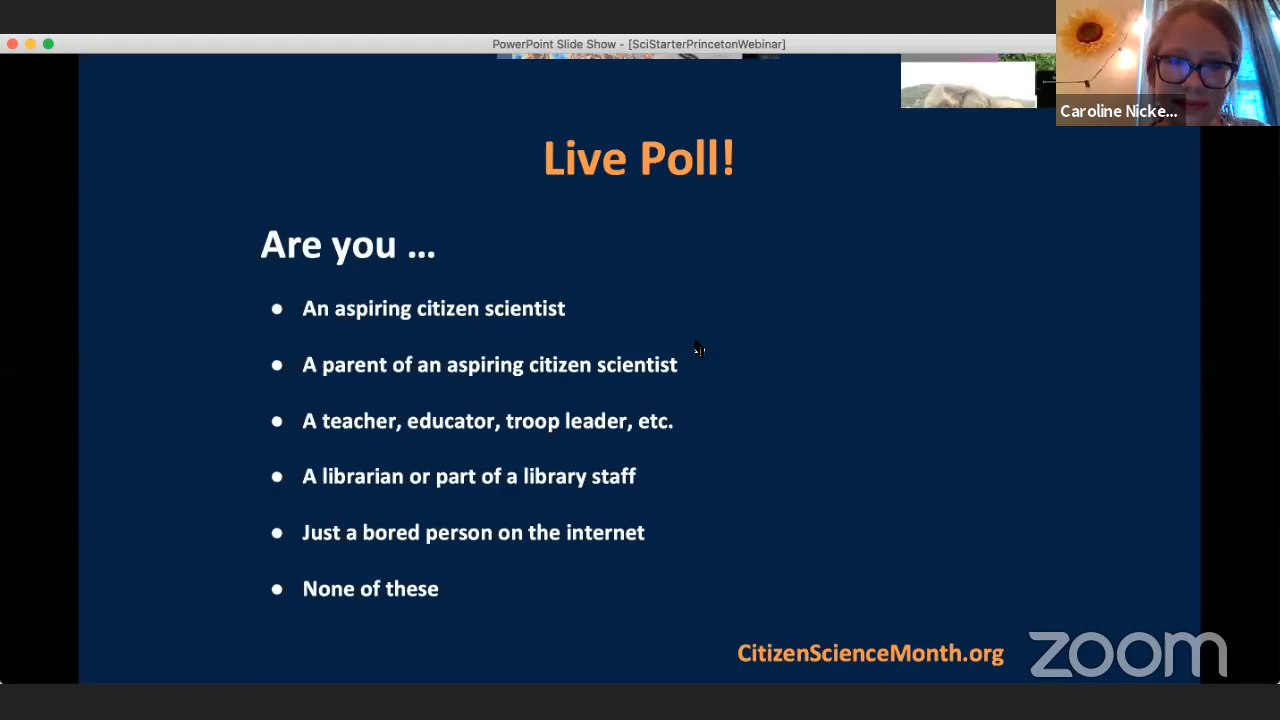 PowerPoint Slide Show - [SciStarterPrincetonWebinar]
Caroline Nicke...
Live Poll!
Are you ...
● An aspiring citizen scientist
● A parent of an aspiring citizen scientist
● A teacher, educator, troop leader, etc.
● A librarian or part of a library staff
● Just a bored person on the internet
● None of these
CitizenScienceMonth.org
zoom